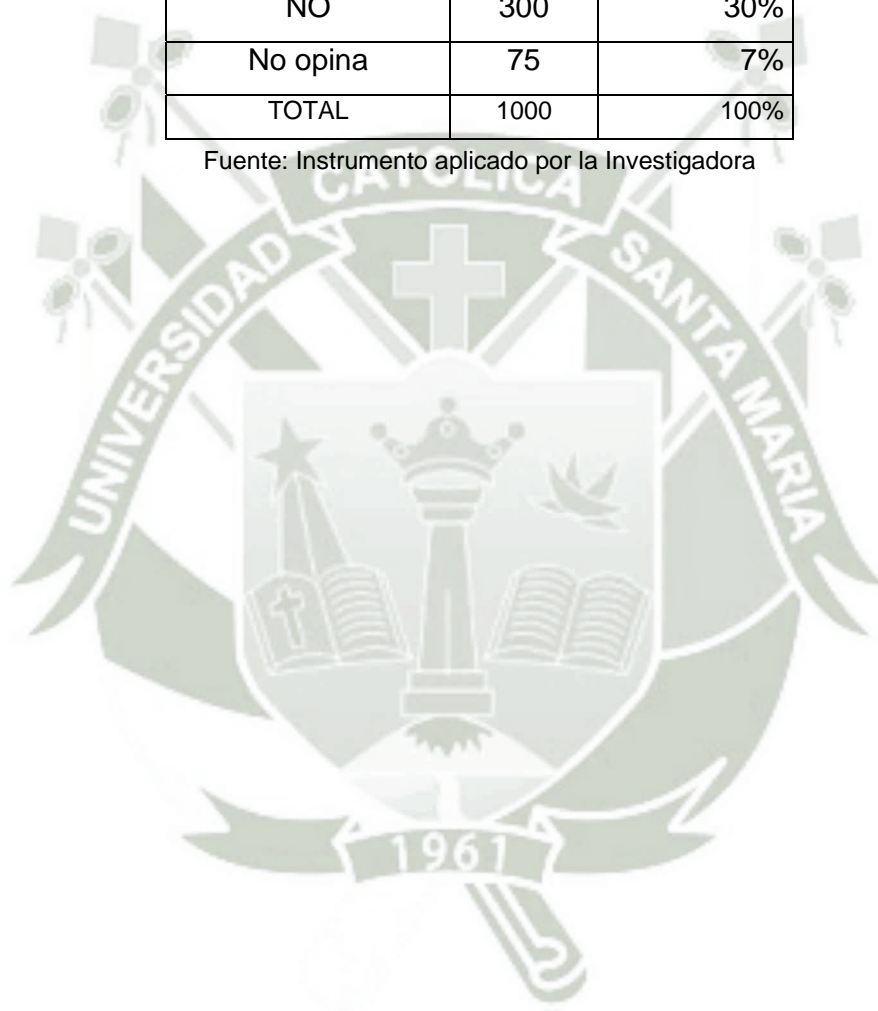 NO 300 30%
No opina 75 7%
TOTAL 1000 100%
Fuente: Instrumento aplicado por la Investigadora
UNIVERSIDAD CATOLICA SANTA MARIA
1961